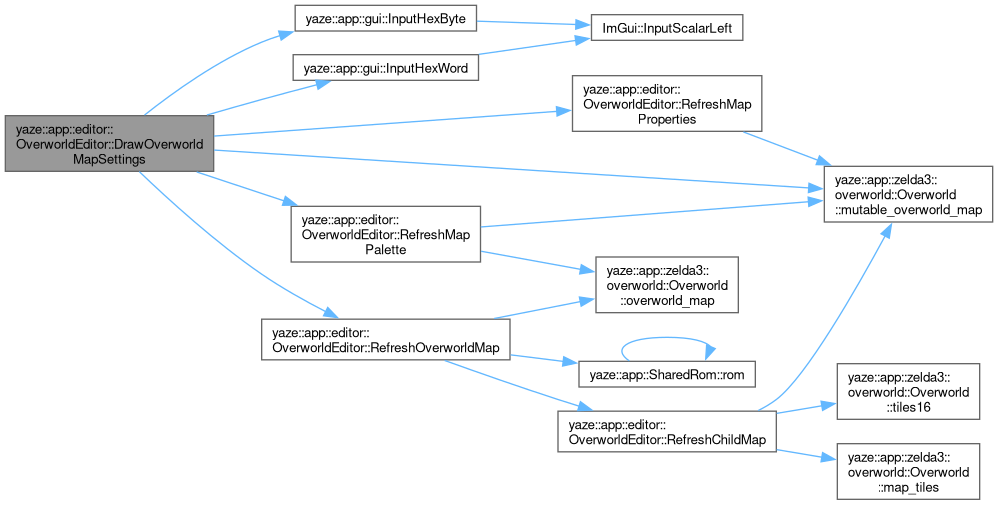 yaze::app::gui::InputHexByte
ImGui::InputScalarLeft
yaze::app::gui::InputHexWord
yaze::app::editor::
OverworldEditor::RefreshMap
Properties
yaze::app::editor::
OverworldEditor::DrawOverworld
MapSettings
yaze::app::zelda3::
overworld::Overworld
::mutable_overworld_map
yaze::app::editor::
OverworldEditor::RefreshMap
Palette
yaze::app::zelda3::
overworld::Overworld
::overworld_map
yaze::app::editor::
OverworldEditor::RefreshOverworldMap
yaze::app::SharedRom::rom
yaze::app::zelda3::
overworld::Overworld
::tiles16
yaze::app::editor::
OverworldEditor::RefreshChildMap
yaze::app::zelda3::
overworld::Overworld
::map_tiles